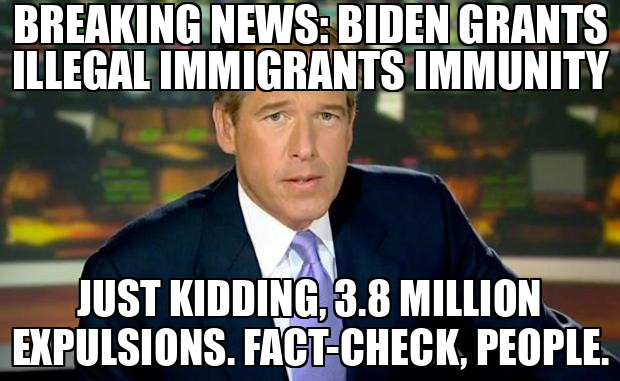 BREAKING NEWS: BIDEN GRANTS
ILLEGAL IMMIGRANTS IMMUNITY
JUST KIDDING, 3.8 MILLION
EXPULSIONS. FACT-CHECK, PEOPLE.